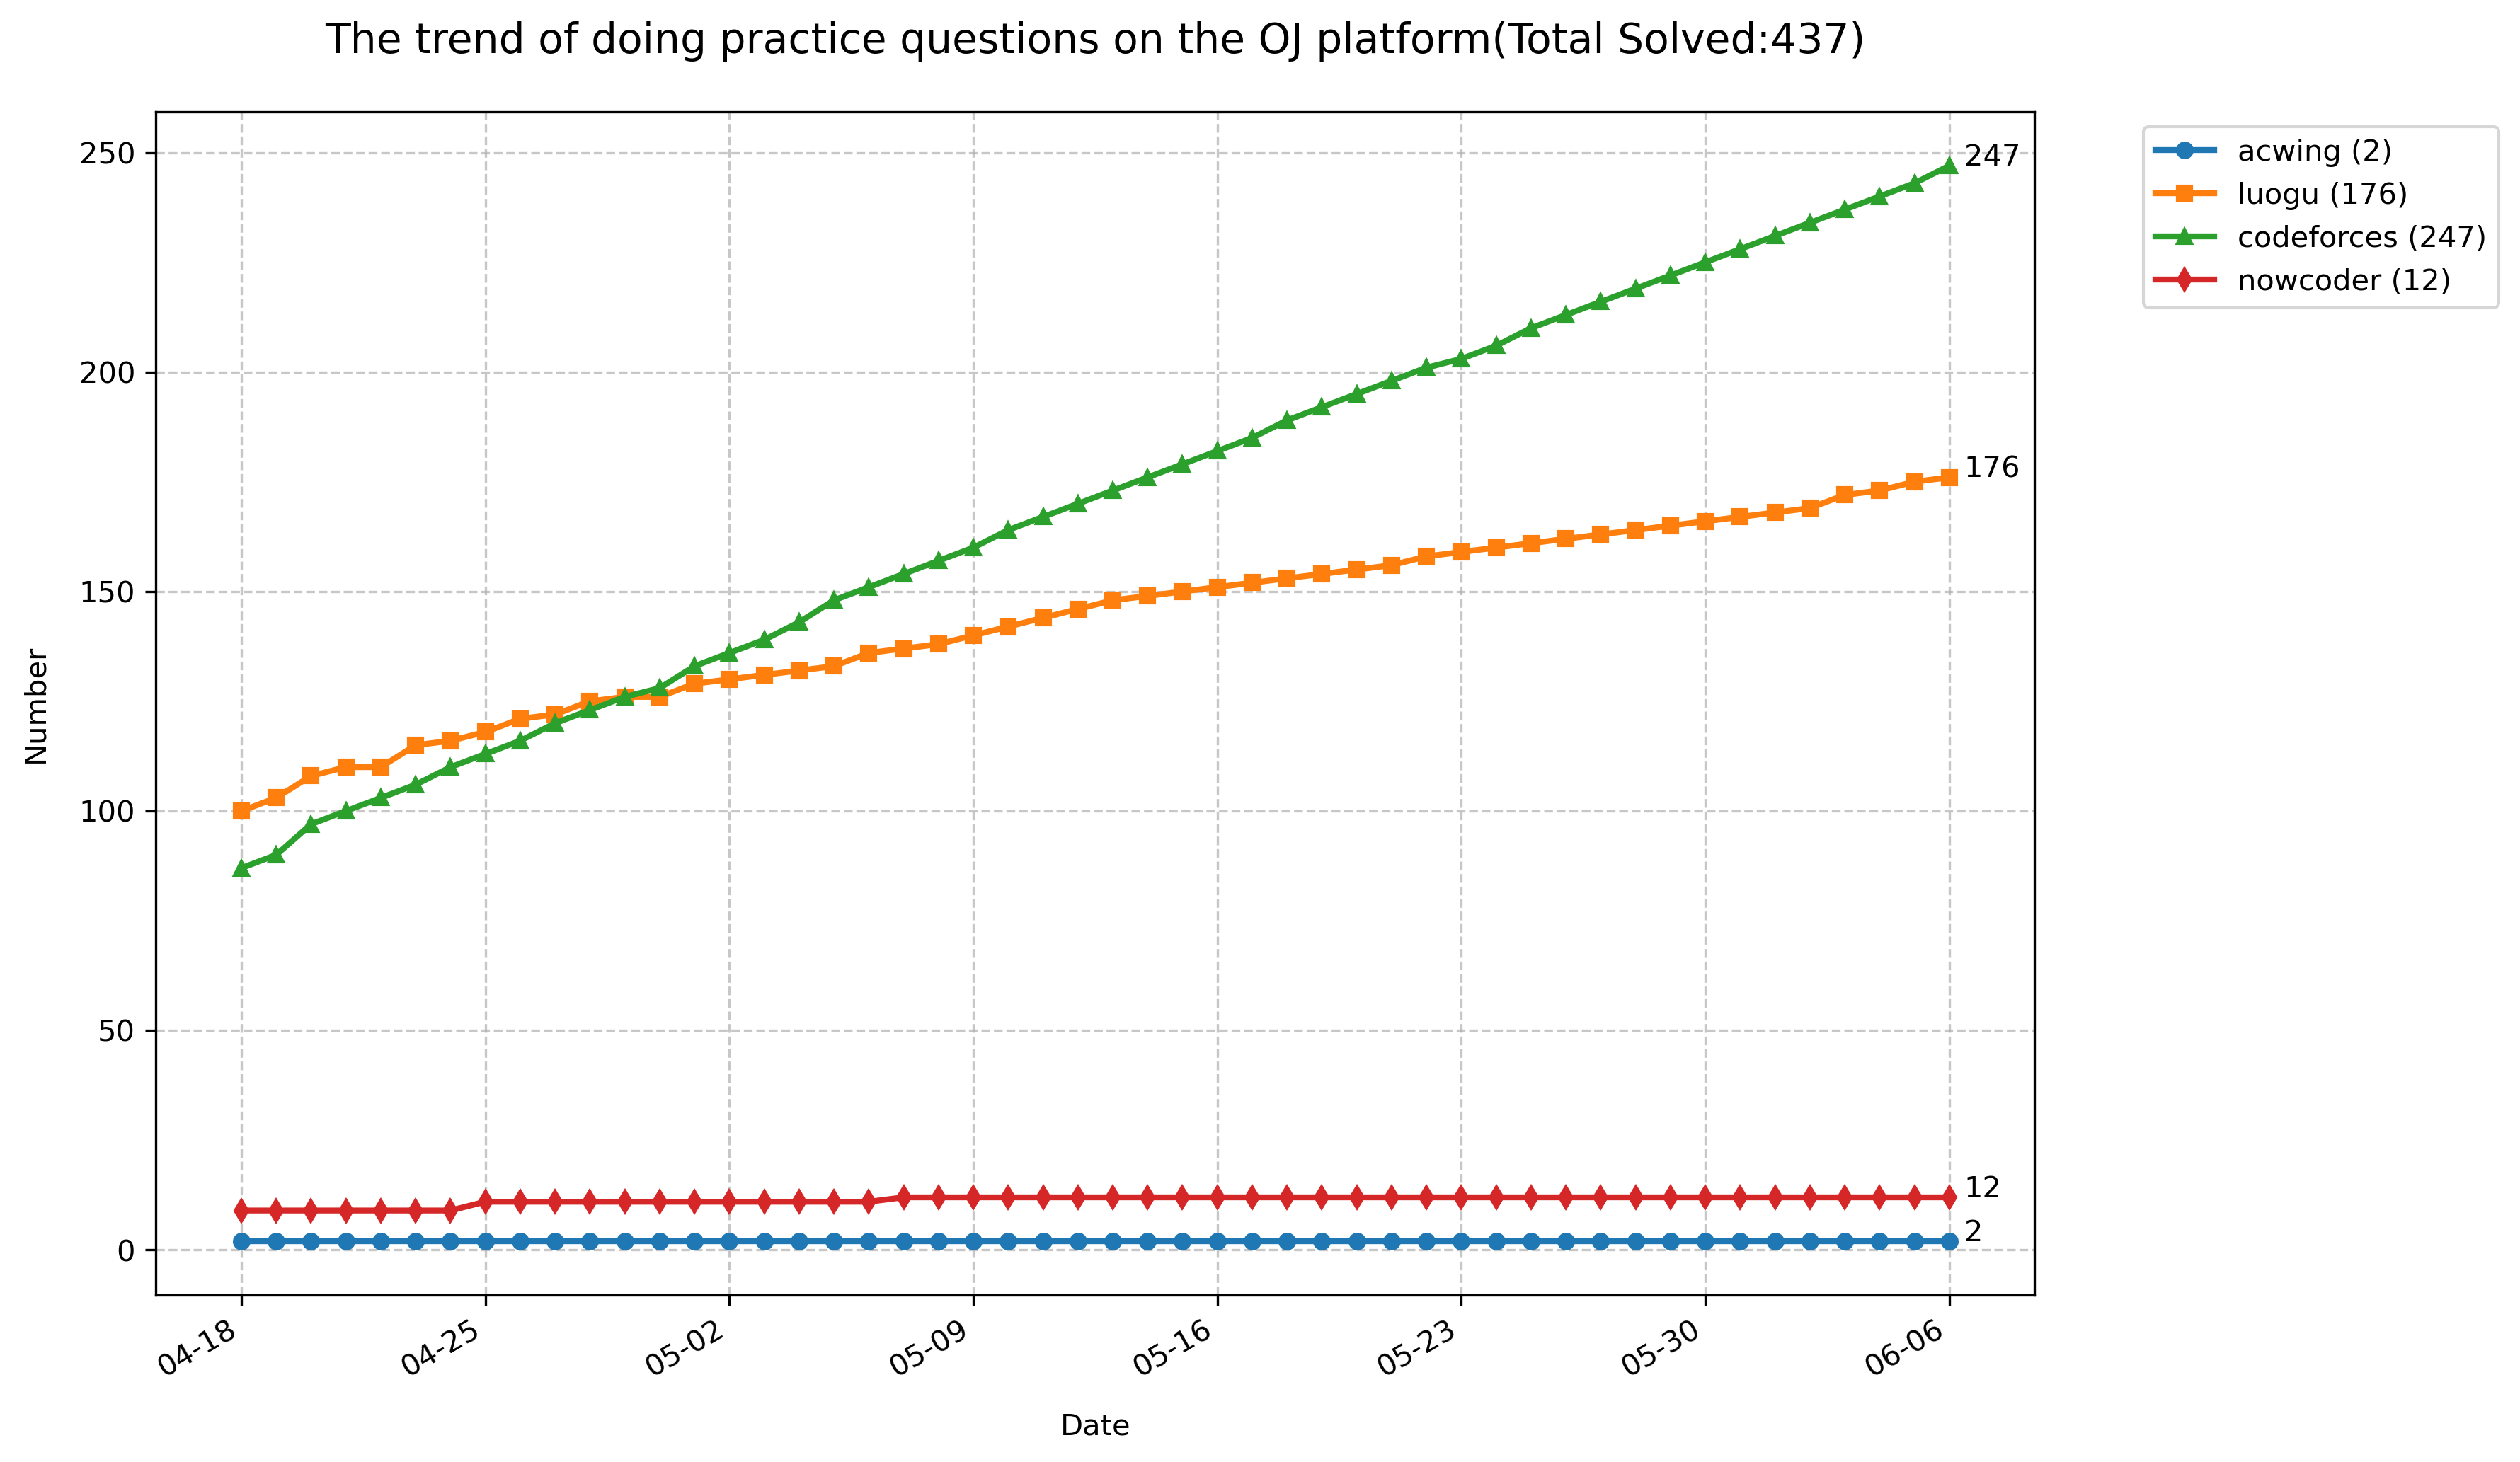 The trend of doing practice questions on the OJ platform(Total Solved:437)
acwing (2)
luogu (176)
codeforces (247)
nowcoder (12)
Number
250
200
150
100
50
0
247
176
12
2
04-18
04-25
05-02
05-09
05-16
05-23
05-30
06-06
Date